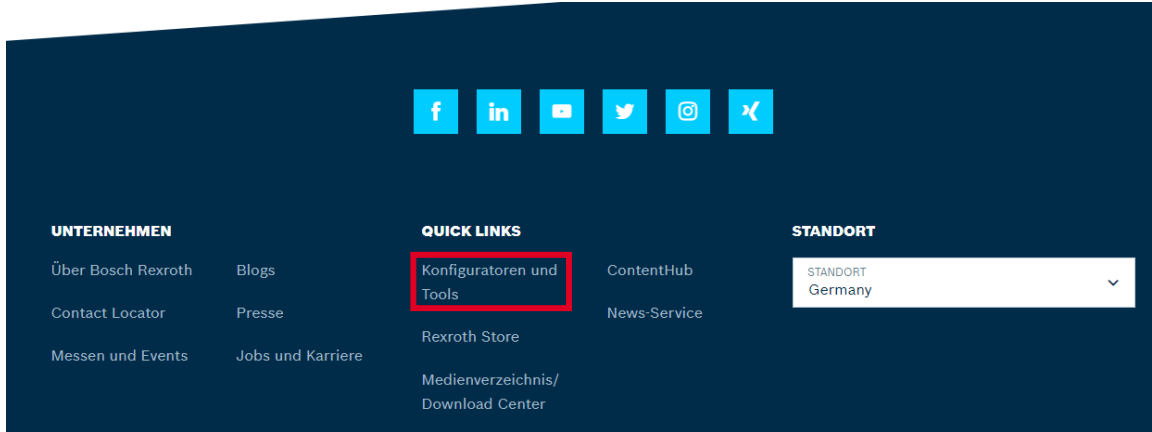 UNTERNEHMEN
Über Bosch Rexroth
Contact Locator
Messen und Events
Blogs
Presse
Jobs und Karriere
QUICK LINKS
Konfiguratoren und
Tools
Rexroth Store
Medienverzeichnis/
Download Center
ContentHub
News-Service
STANDORT
STANDORT
Germany